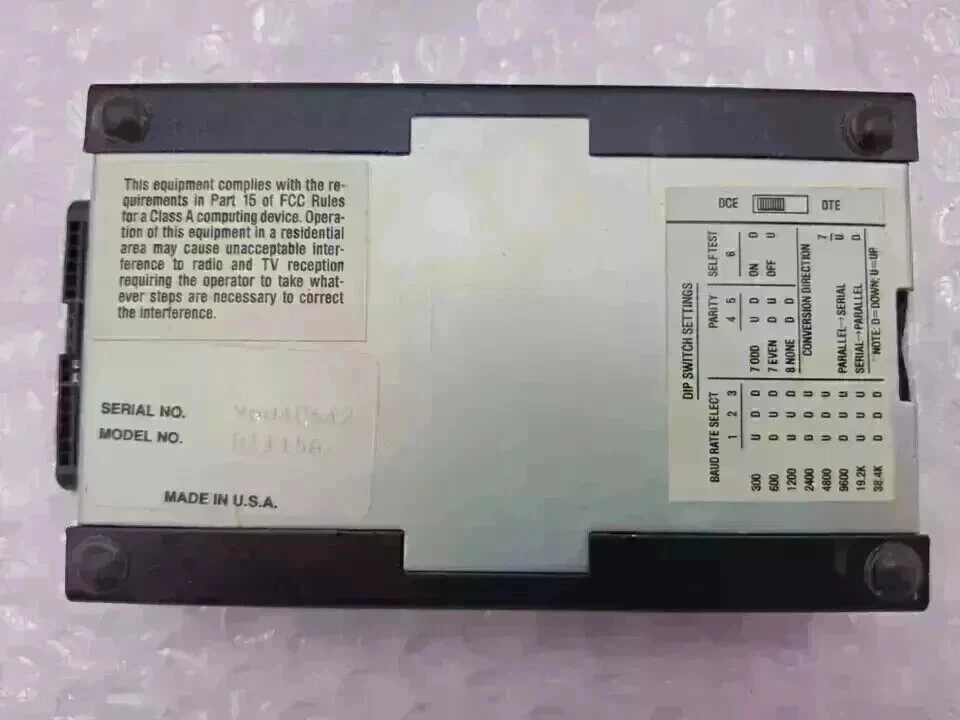 This equipment complies with the re-
quirements in Part 15 of FCC Rules
for a Class A computing device. Opera-
tion of this equipment in a residential
area may cause unacceptable inter-
ference to radio and TV reception
requiring the operator to take what-
ever steps are necessary to correct
the interference.
SERIAL NO.
MODEL NO.
MADE IN U.S.A.
DCE DTE
DIP SWITCH SETTINGS
BAUD RATE SELECT PARITY SELFTEST
1 2 3 4 5 6
300 U D D 7 ODD U D ON D
600 D U D 7 EVEN D U OFF U
1200 U U D 8 NONE D D
2400 D D U CONVERSION DIRECTION
4800 U D U 7
9600 D U U PARALLEL→SERIAL U
19.2K U U U SERIAL→PARALLEL D
38.4K D D D NOTE: D=DOWN; U=UP